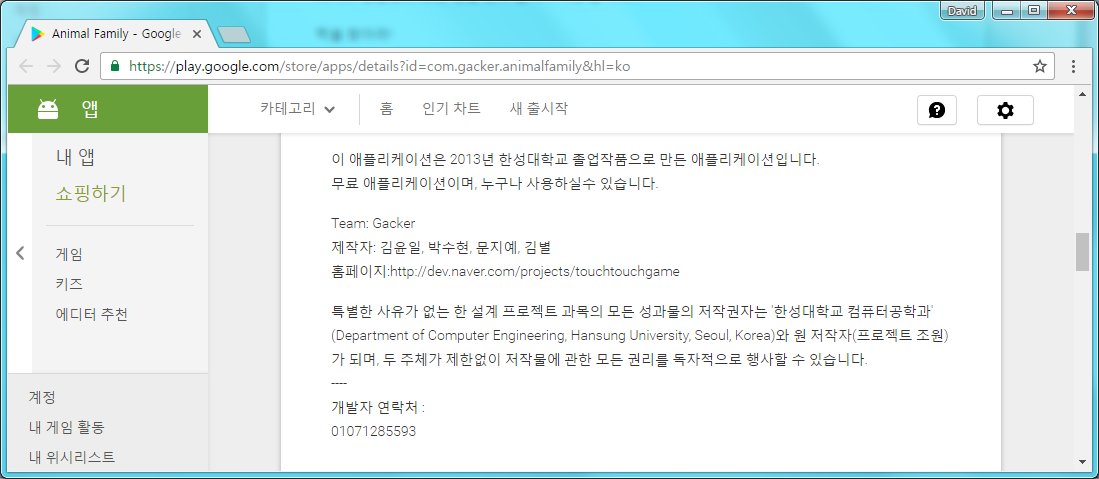 David
Animal Family - Google
https://play.google.com/store/apps/details?id=com.gacker.animalfamily&hl=ko
앱
카테고리
홈
인기 차트
새 출시작
내 앱
쇼핑하기
게임
키즈
에디터 추천
계정
내 게임 활동
내 위시리스트
이 애플리케이션은 2013년 한성대학교 졸업작품으로 만든 애플리케이션입니다.
무료 애플리케이션이며, 누구나 사용하실수 있습니다.
Team: Gacker
제작자: 김윤일, 박수현, 문지예, 김별
홈페이지:http://dev.naver.com/projects/touchtouchgame
특별한 사유가 없는 한 설계 프로젝트 과목의 모든 성과물의 저작권자는 '한성대학교 컴퓨터공학과'
(Department of Computer Engineering, Hansung University, Seoul, Korea)와 원 저작자(프로젝트 조원)
가 되며, 두 주체가 제한없이 저작물에 관한 모든 권리를 독자적으로 행사할 수 있습니다.
----
개발자 연락처 :
01071285593